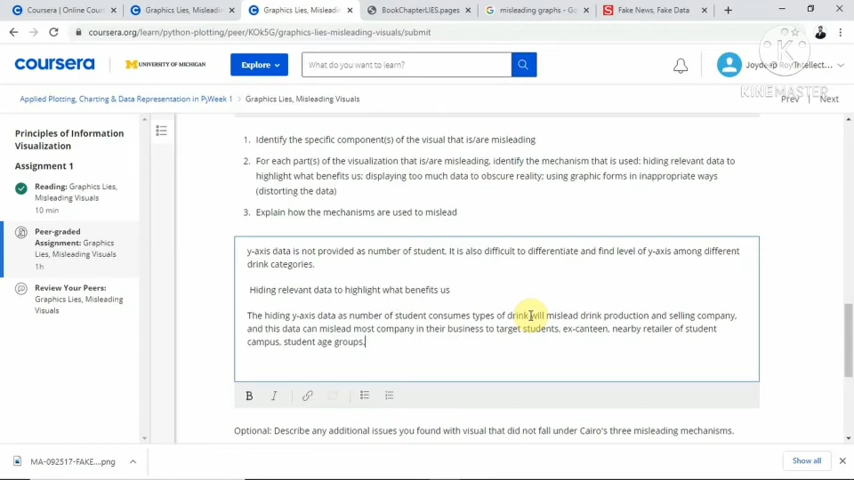 Coursera | Online Cour
Graphics Lies, Misleadin
Graphics Lies, Misleadin
BookChapterLIES.pages
misleading graphs - Go
Fake News, Fake Data
coursera.org/learn/python-plotting/peer/KOk5G/graphics-lies-misleading-visuals/submit
coursera
UNIVERSITY OF MICHIGAN
Explore
What do you want to learn?
KINEMASTER
Applied Plotting, Charting & Data Representation in Py
Week 1
Graphics Lies, Misleading Visuals
Prev
Next
Principles of Information
Visualization
Assignment 1
Reading: Graphics Lies,
Misleading Visuals
10 min
Peer-graded
Assignment: Graphics
Lies, Misleading Visuals
1h
Review Your Peers:
Graphics Lies, Misleading
Visuals
1. Identify the specific component(s) of the visual that is/are misleading
2. For each part(s) of the visualization that is/are misleading, identify the mechanism that is used: hiding relevant data to
highlight what benefits us; displaying too much data to obscure reality; using graphic forms in inappropriate ways
(distorting the data)
3. Explain how the mechanisms are used to mislead
y-axis data is not provided as number of student. It is also difficult to differentiate and find level of y-axis among different
drink categories.
Hiding relevant data to highlight what benefits us
The hiding y-axis data as number of student consumes types of drink will mislead drink production and selling company,
and this data can mislead most company in their business to target students, ex-canteen, nearby retailer of student
campus, student age groups.
B
I
Optional: Describe any additional issues you found with visual that did not fall under Cairo's three misleading mechanisms.
MA-092517-FAKE....png
Show all